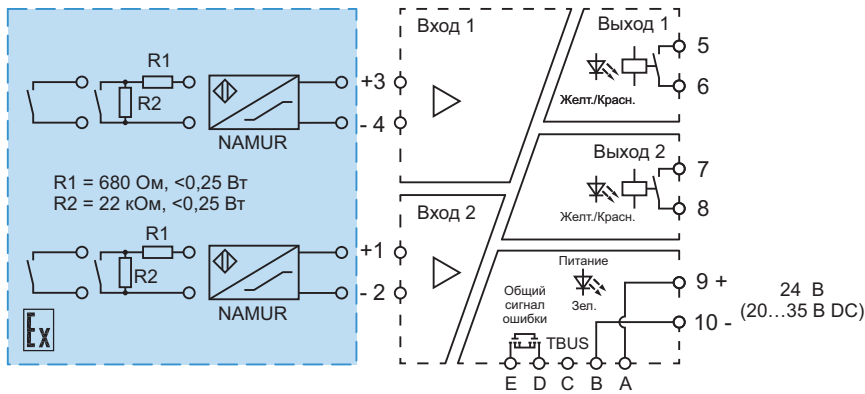 Вход 1
Выход 1
R1
R2
NAMUR
+3
- 4
Желт./Красн.
5
6
R1 = 680 Ом, <0,25 Вт
R2 = 22 кОм, <0,25 Вт
Выход 2
Желт./Красн.
7
8
Вход 2
R1
R2
NAMUR
+1
- 2
Питание
Зел.
Общий
сигнал
ошибки
TBUS
9 +
10 -
24 В
(20...35 В DC)
Ex
E D C B A